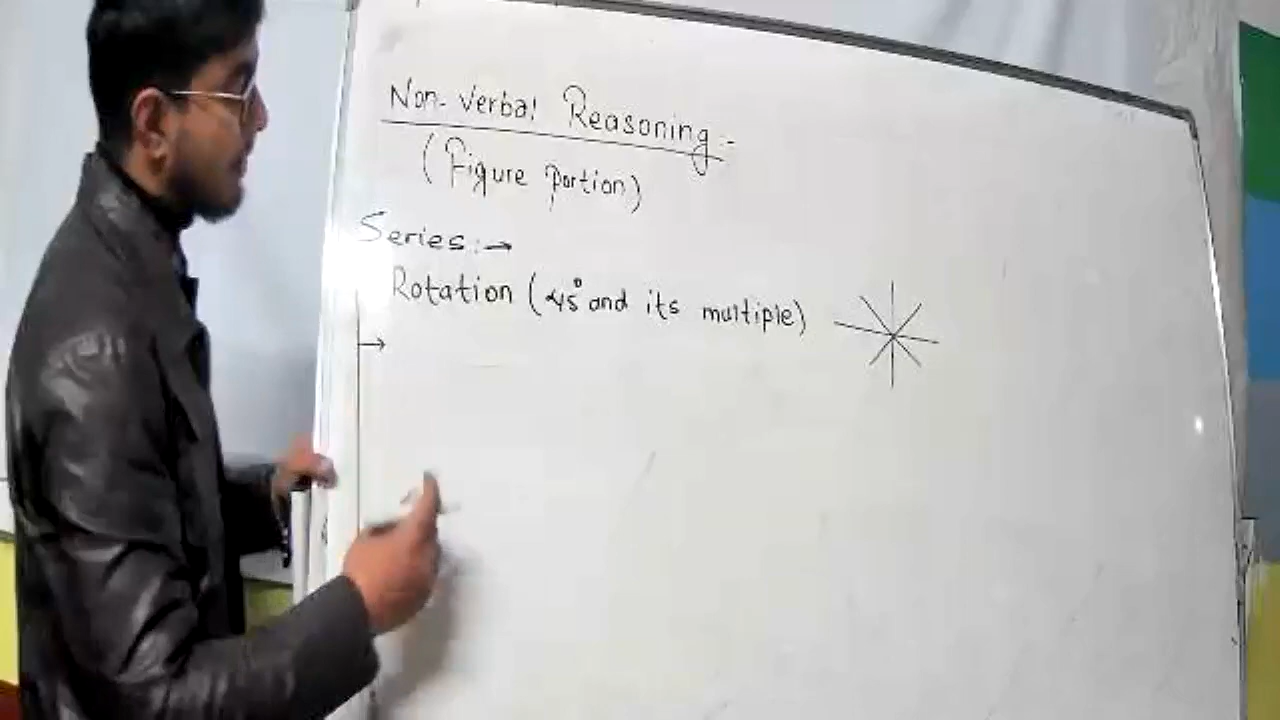 Non-Verbal Reasoning:-
(Figure Portion)
Series:→
Rotation (45° and its multiple)
→